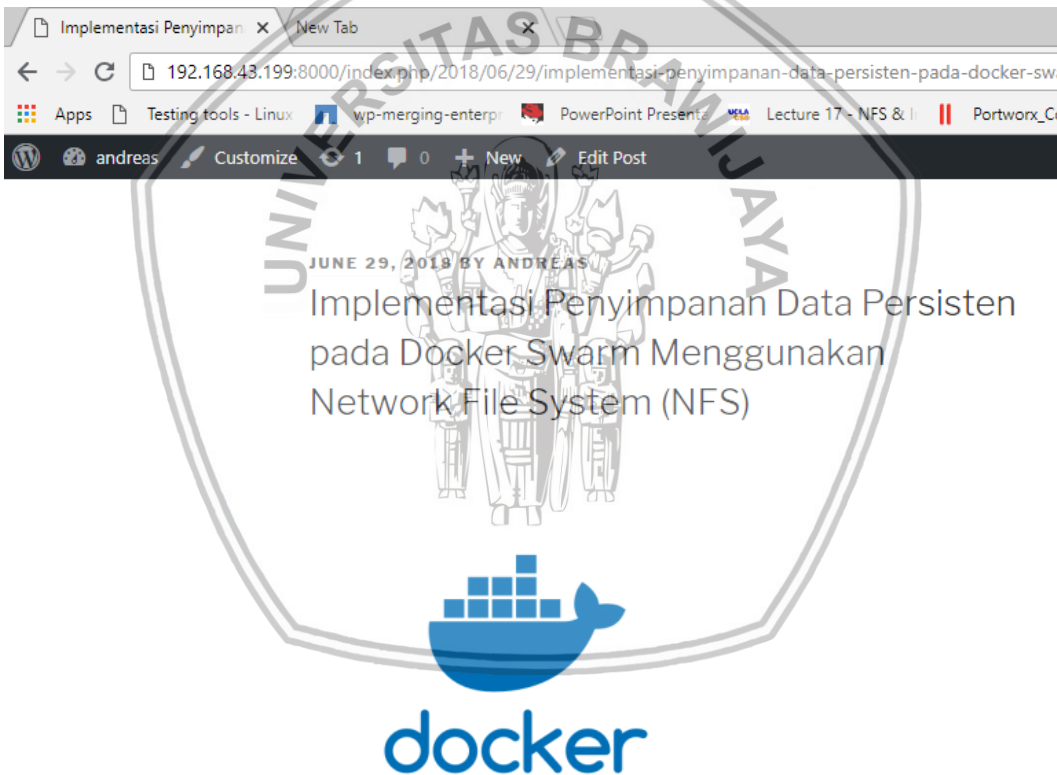 Implementasi Penyimpan
New Tab
192.168.43.199:8000/index.php/2018/06/29/implementasi-penyimpanan-data-persisten-pada-docker-swa
Apps Testing tools - Linux wp-merging-enterpr PowerPoint Presenta UCLA Lecture 17 - NFS & I Portworx_Co
andreas Customize 1 0 + New Edit Post
UNIVERSITAS BRAWIJAYA
JUNE 29, 2018 BY ANDREAS
Implementasi Penyimpanan Data Persisten
pada Docker Swarm Menggunakan
Network File System (NFS)
docker